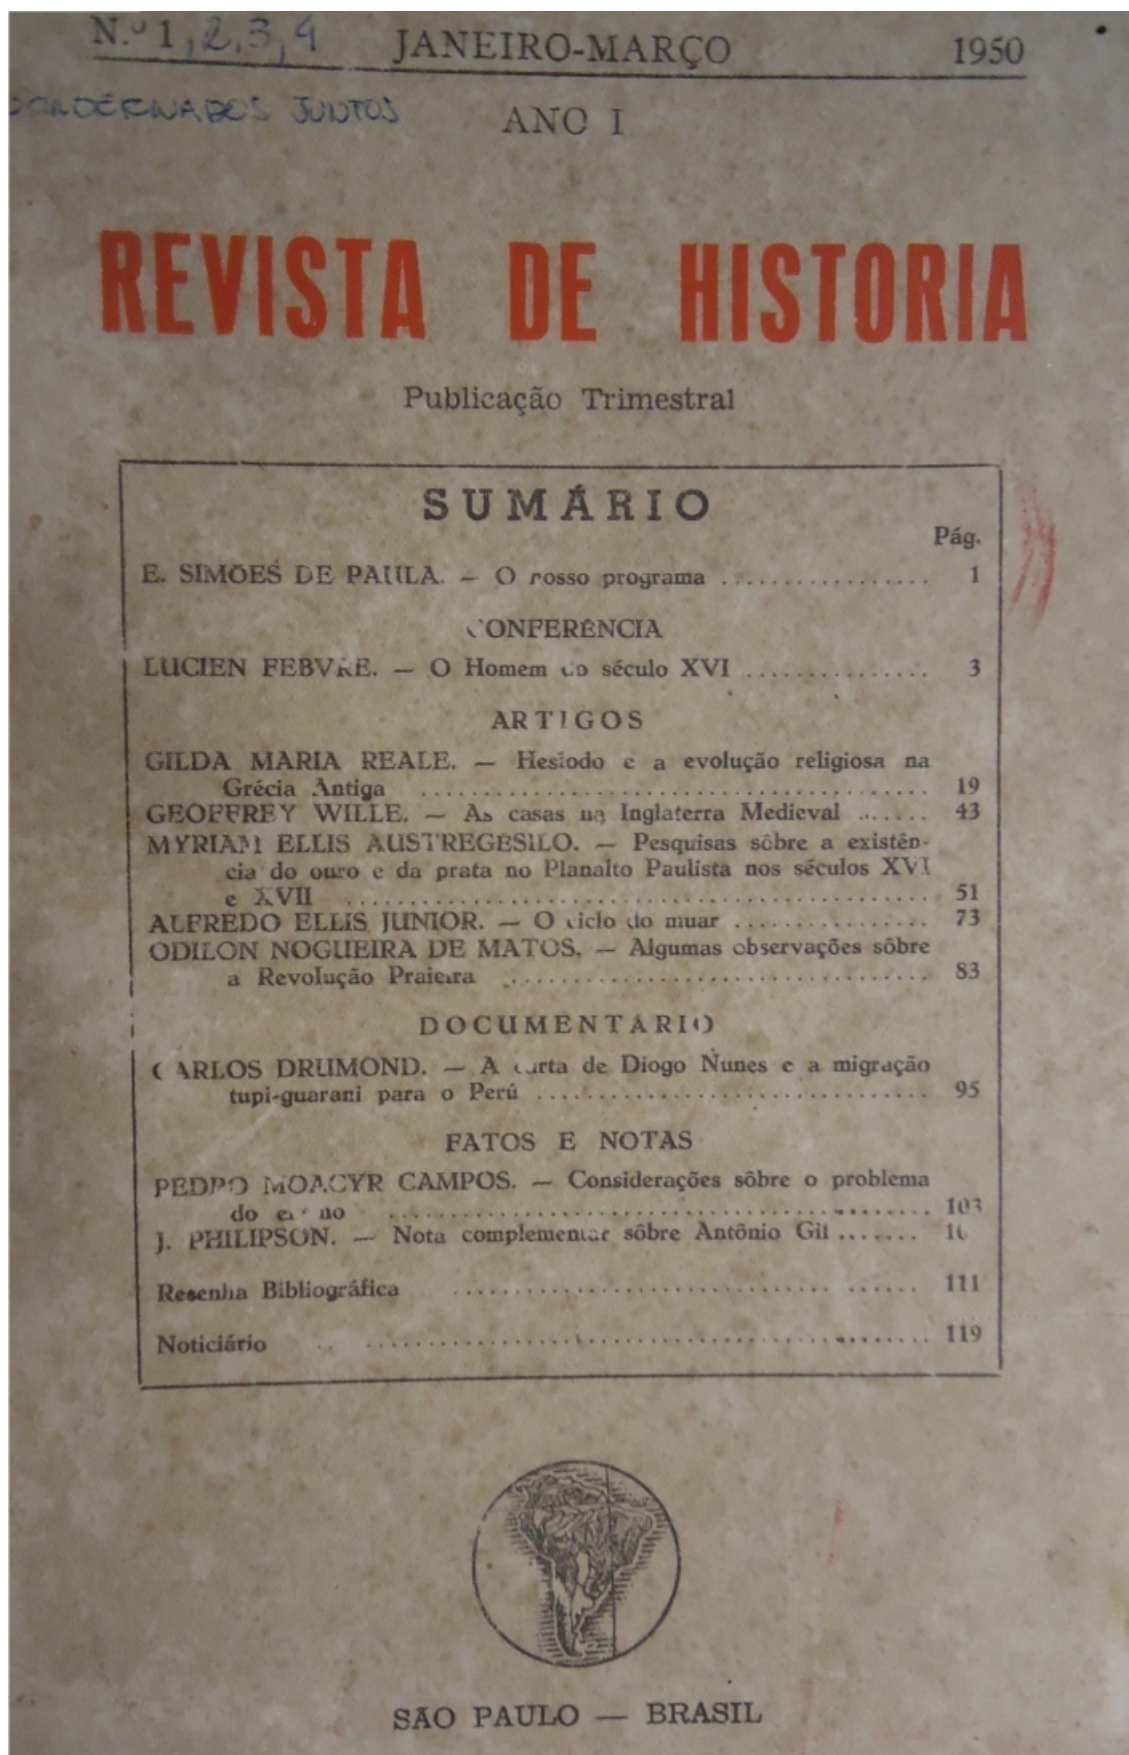 N.º 1, 2, 3, 4 JANEIRO-MARÇO 1950
JUNTOS
ANO I
REVISTA DE HISTORIA
Publicação Trimestral
SUMÁRIO
Pág.
E. SIMÕES DE PAULA. — O nosso programa ................. 1
CONFERÊNCIA
LUCIEN FEBVRE. — O Homem do século XVI ............... 3
ARTIGOS
GILDA MARIA REALE. — Hesíodo e a evolução religiosa na
Grécia Antiga ........................................ 19
GEOFFREY WILLE. — As casas na Inglaterra Medieval ....... 43
MYRIAM ELLIS AUSTREGÉSILO. — Pesquisas sôbre a existên-
cia do ouro e da prata no Planalto Paulista nos séculos XVI
e XVII ............................................. 51
ALFREDO ELLIS JUNIOR. — O ciclo do muar ................ 73
ODILON NOGUEIRA DE MATOS. — Algumas observações sôbre
a Revolução Praieira ................................. 83
DOCUMENTÁRIO
CARLOS DRUMOND. — A carta de Diogo Nunes e a migração
tupi-guarani para o Perú ................................ 95
FATOS E NOTAS
PEDRO MOACYR CAMPOS. — Considerações sôbre o problema
do ........................................ 103
J. PHILIPSON. — Nota complementar sôbre Antônio Gil .......
Resenha Bibliográfica .................................... 111
Noticiário .......................................... 119
SÃO PAULO — BRASIL